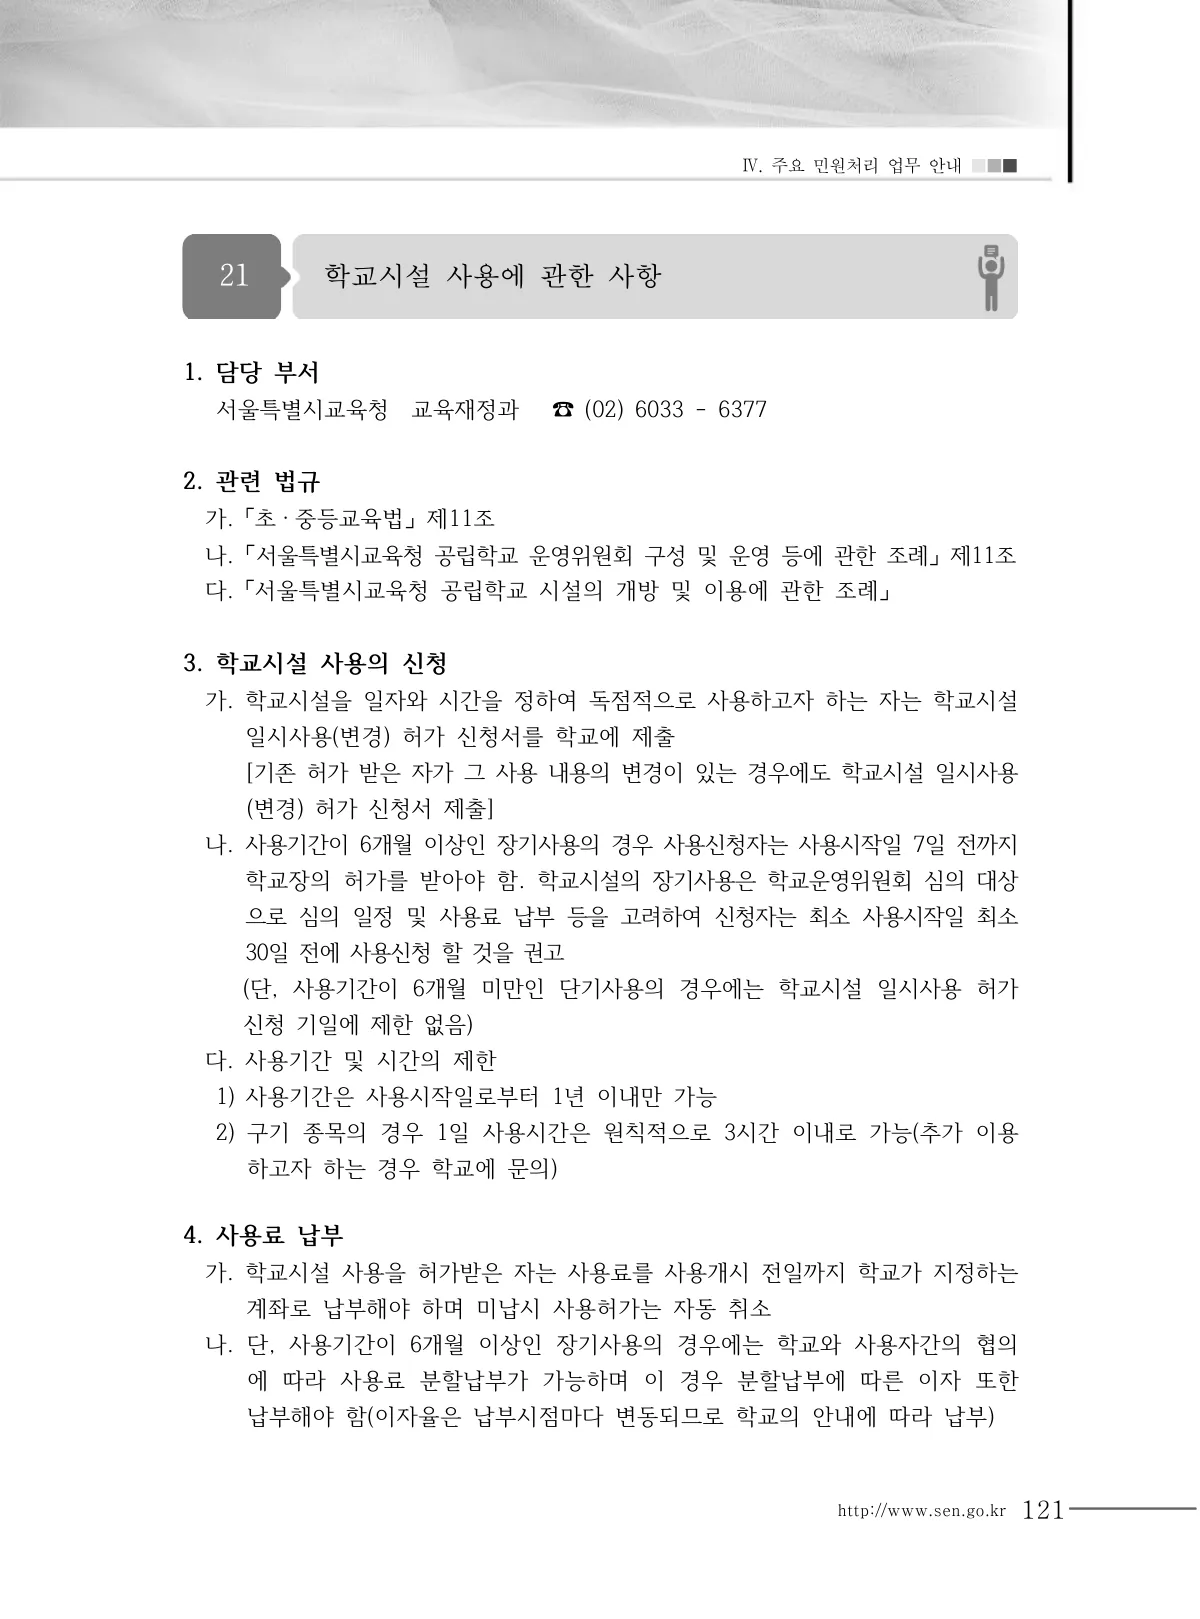 Ⅳ. 주요 민원처리 업무 안내
21 학교시설 사용에 관한 사항
1. 담당 부서
서울특별시교육청 교육재정과 ☎ (02) 6033 - 6377
2. 관련 법규
가. 「초·중등교육법」 제11조
나. 「서울특별시교육청 공립학교 운영위원회 구성 및 운영 등에 관한 조례」 제11조
다. 「서울특별시교육청 공립학교 시설의 개방 및 이용에 관한 조례」
3. 학교시설 사용의 신청
가. 학교시설을 일자와 시간을 정하여 독점적으로 사용하고자 하는 자는 학교시설
일시사용(변경) 허가 신청서를 학교에 제출
[기존 허가 받은 자가 그 사용 내용의 변경이 있는 경우에도 학교시설 일시사용
(변경) 허가 신청서 제출]
나. 사용기간이 6개월 이상인 장기사용의 경우 사용신청자는 사용시작일 7일 전까지
학교장의 허가를 받아야 함. 학교시설의 장기사용은 학교운영위원회 심의 대상
으로 심의 일정 및 사용료 납부 등을 고려하여 신청자는 최소 사용시작일 최소
30일 전에 사용신청 할 것을 권고
(단, 사용기간이 6개월 미만인 단기사용의 경우에는 학교시설 일시사용 허가
신청 기일에 제한 없음)
다. 사용기간 및 시간의 제한
1) 사용기간은 사용시작일로부터 1년 이내만 가능
2) 구기 종목의 경우 1일 사용시간은 원칙적으로 3시간 이내로 가능(추가 이용
하고자 하는 경우 학교에 문의)
4. 사용료 납부
가. 학교시설 사용을 허가받은 자는 사용료를 사용개시 전일까지 학교가 지정하는
계좌로 납부해야 하며 미납시 사용허가는 자동 취소
나. 단, 사용기간이 6개월 이상인 장기사용의 경우에는 학교와 사용자간의 협의
에 따라 사용료 분할납부가 가능하며 이 경우 분할납부에 따른 이자 또한
납부해야 함(이자율은 납부시점마다 변동되므로 학교의 안내에 따라 납부)
http://www.sen.go.kr 121